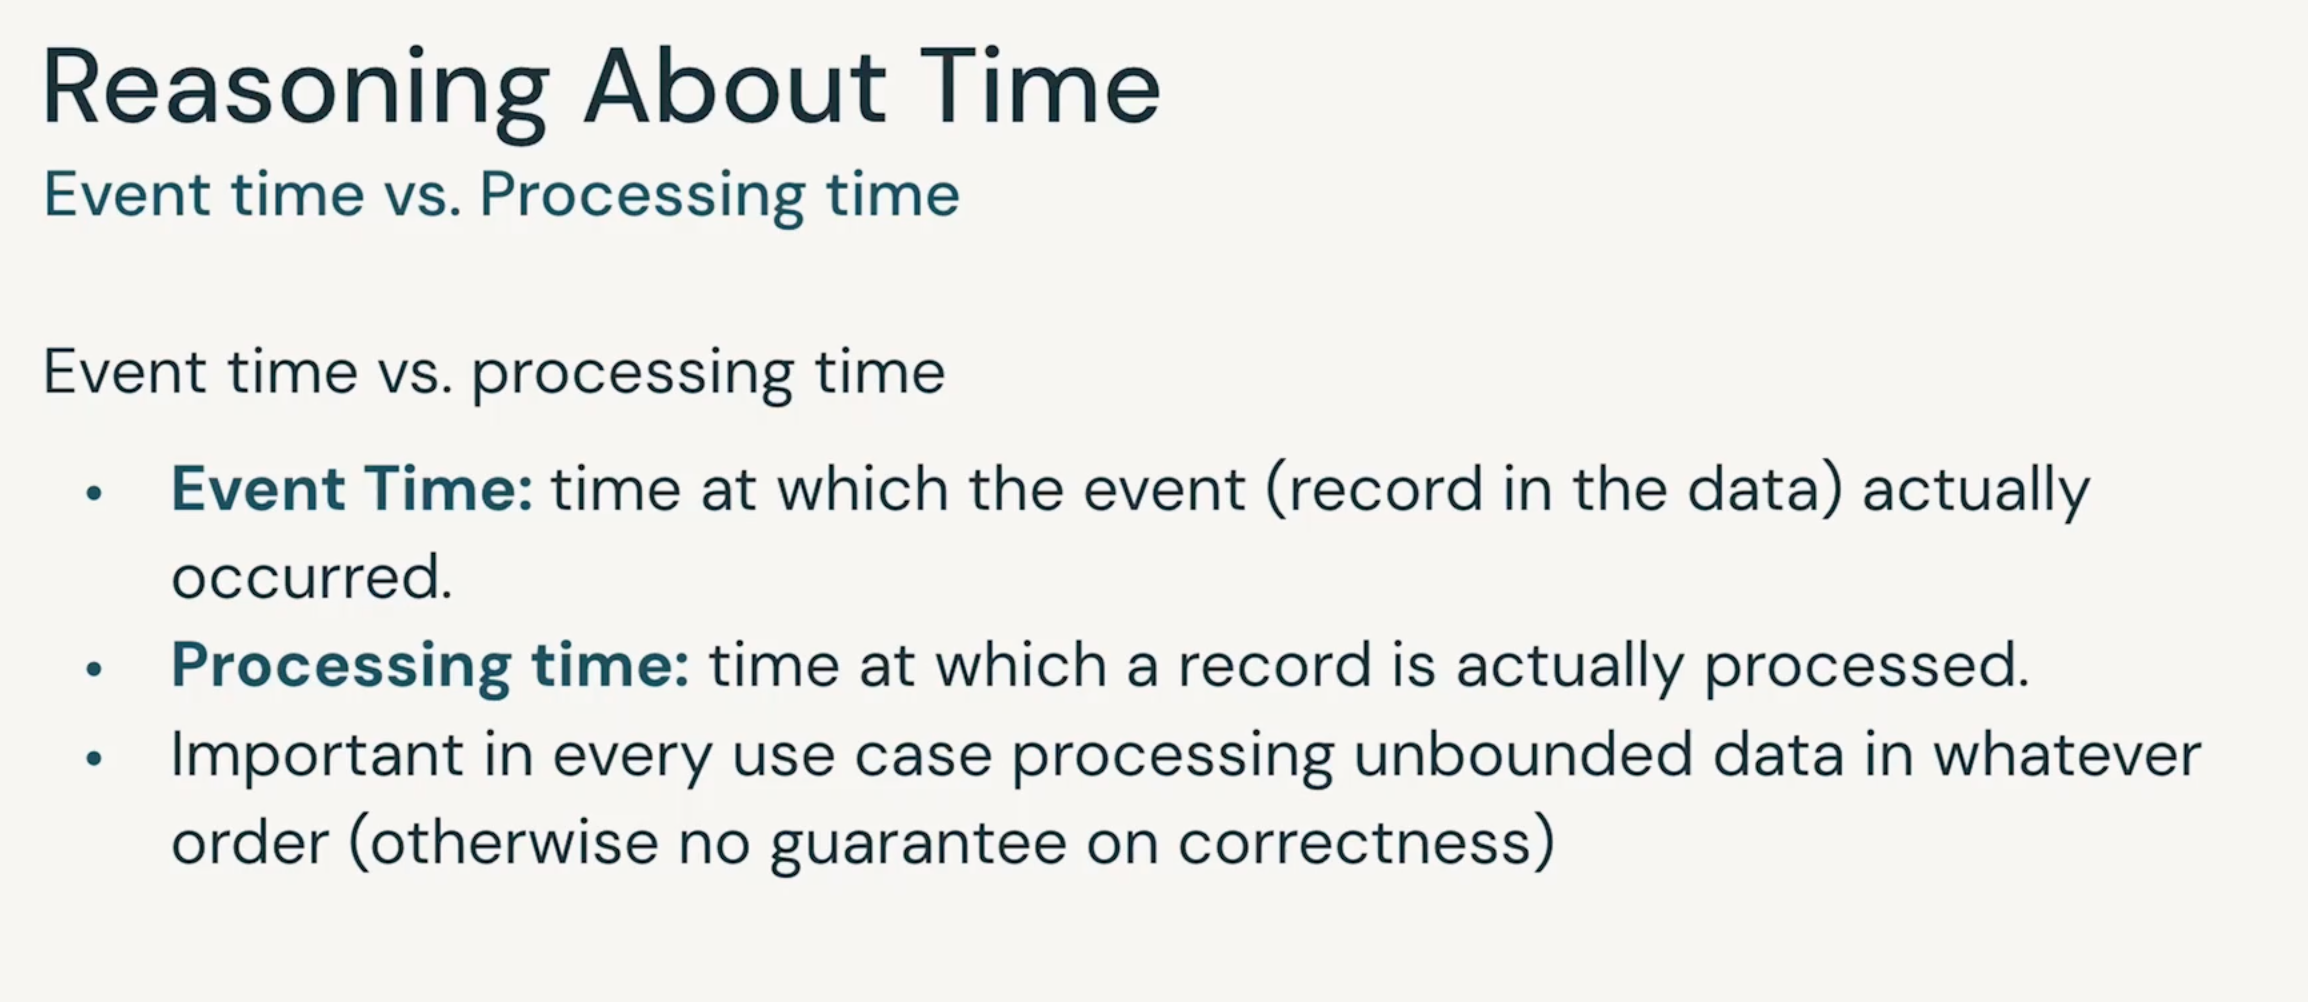 Reasoning About Time
Event time vs. Processing time
Event time vs. processing time
• Event Time: time at which the event (record in the data) actually
occurred.
• Processing time: time at which a record is actually processed.
• Important in every use case processing unbounded data in whatever
order (otherwise no guarantee on correctness)